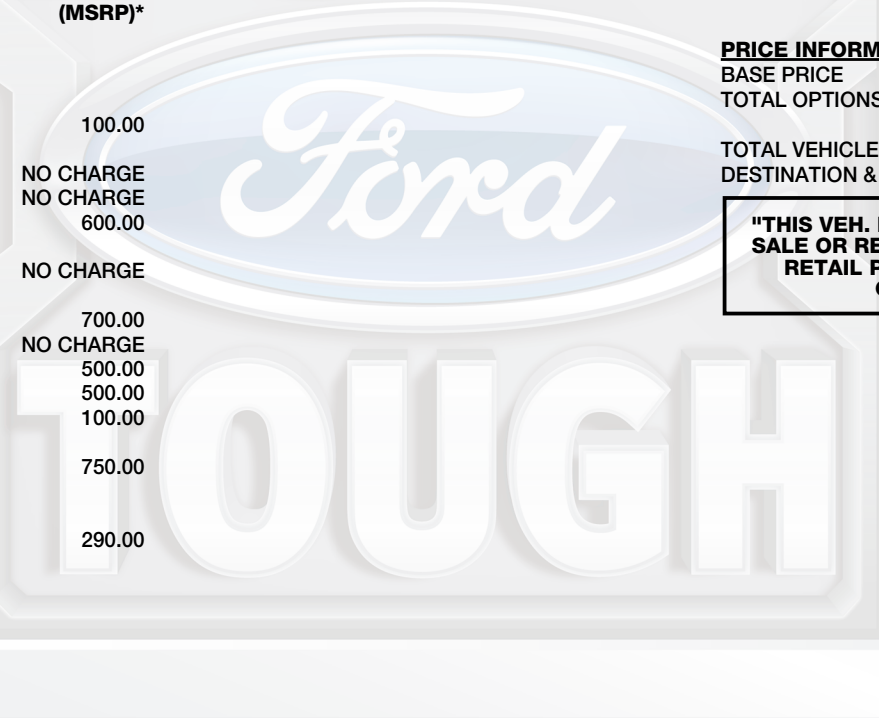 (MSRP)*
100.00
NO CHARGE
NO CHARGE
600.00
NO CHARGE
700.00
NO CHARGE
500.00
500.00
100.00
750.00
290.00
PRICE INFORM
BASE PRICE
TOTAL OPTIONS
TOTAL VEHICLE
DESTINATION &
"THIS VEH.
SALE OR RE
RETAIL P
Ford
TOUGH